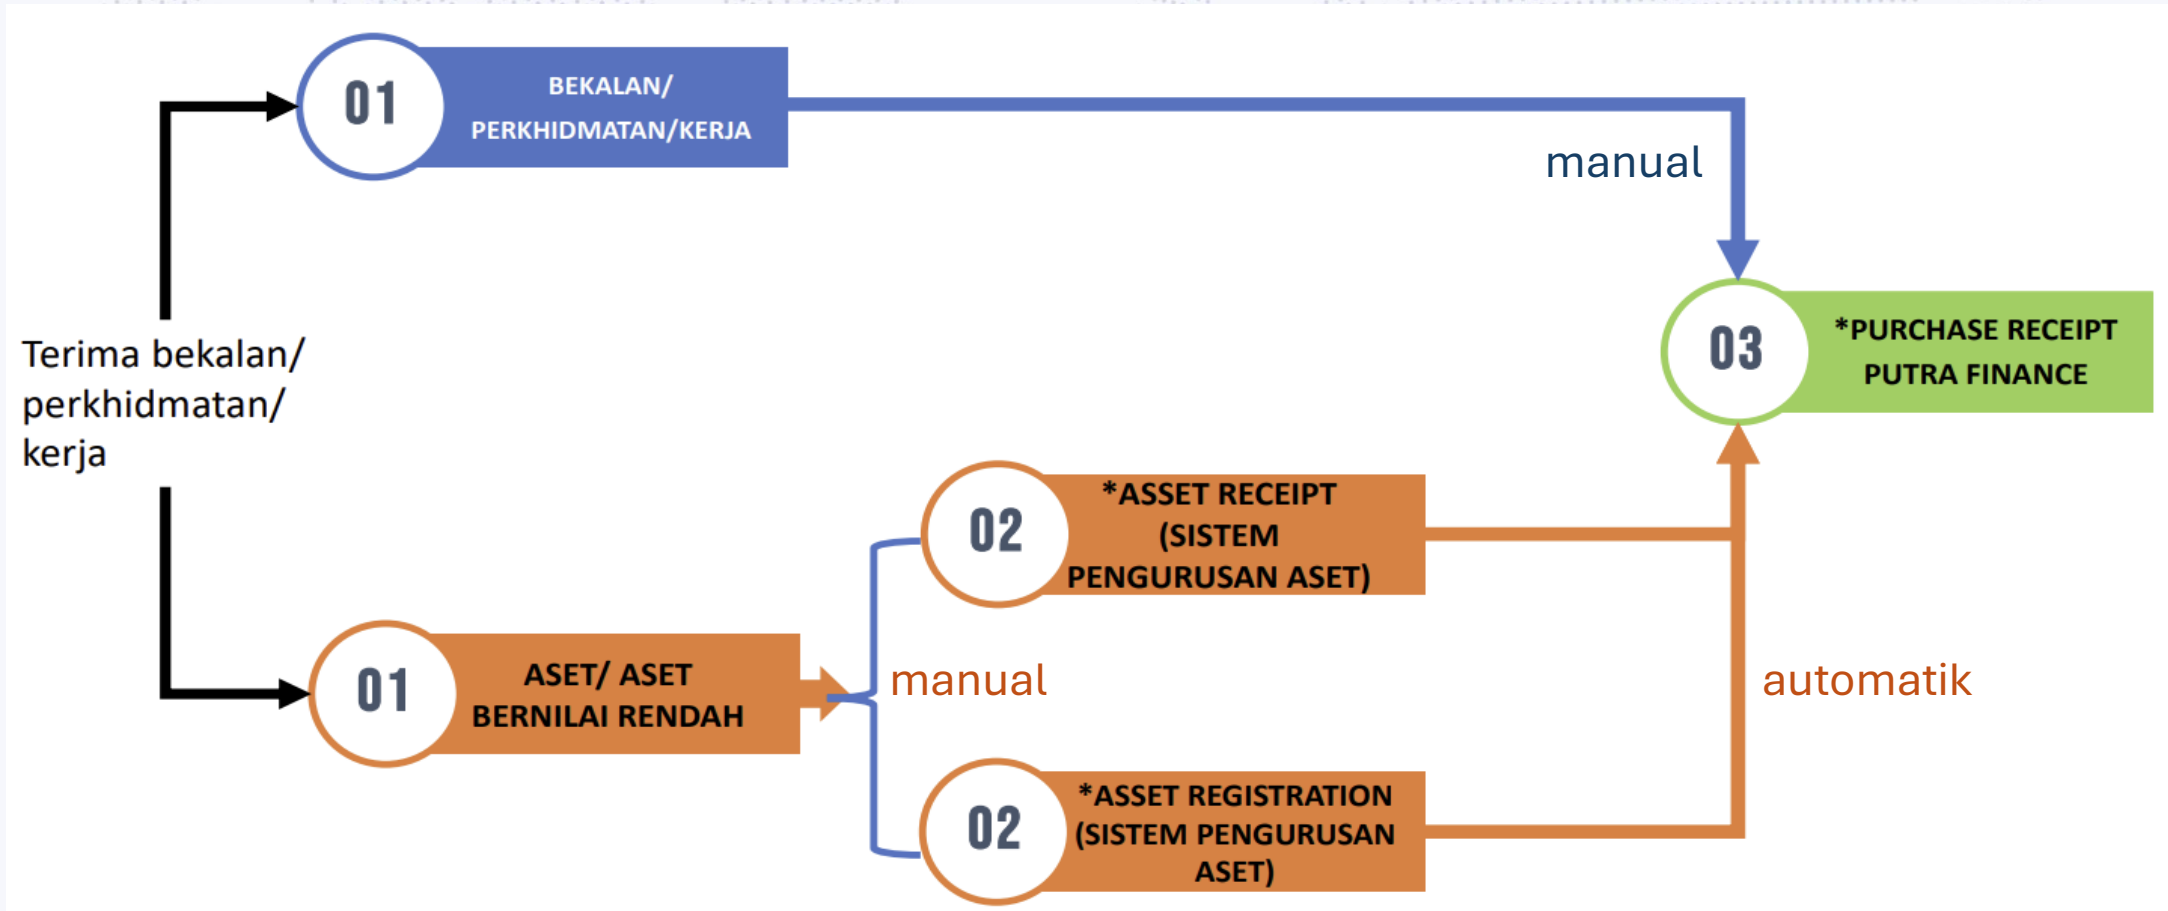 01
BEKALAN/
PERKHIDMATAN/KERJA
manual
Terima bekalan/
perkhidmatan/
kerja
03
*PURCHASE RECEIPT
PUTRA FINANCE
02
*ASSET RECEIPT
(SISTEM
PENGURUSAN ASET)
01
ASET/ ASET
BERNILAI RENDAH
manual
automatik
02
*ASSET REGISTRATION
(SISTEM PENGURUSAN
ASET)